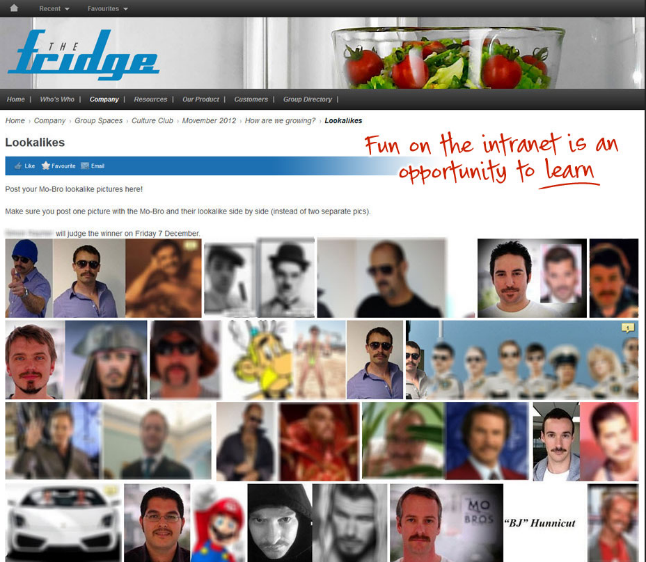 Recent Favourites
THE
fridge
Home | Who's Who | Company | Resources | Our Product | Customers | Group Directory |
Home › Company › Group Spaces › Culture Club › Movember 2012 › How are we growing? › Lookalikes
Lookalikes
Fun on the intranet is an
opportunity to learn
Like Favourite Email
Post your Mo-Bro lookalike pictures here!
Make sure you post one picture with the Mo-Bro and their lookalike side by side (instead of two separate pics).
will judge the winner on Friday 7 December.
MO
BROS
"BJ" Hunnicut